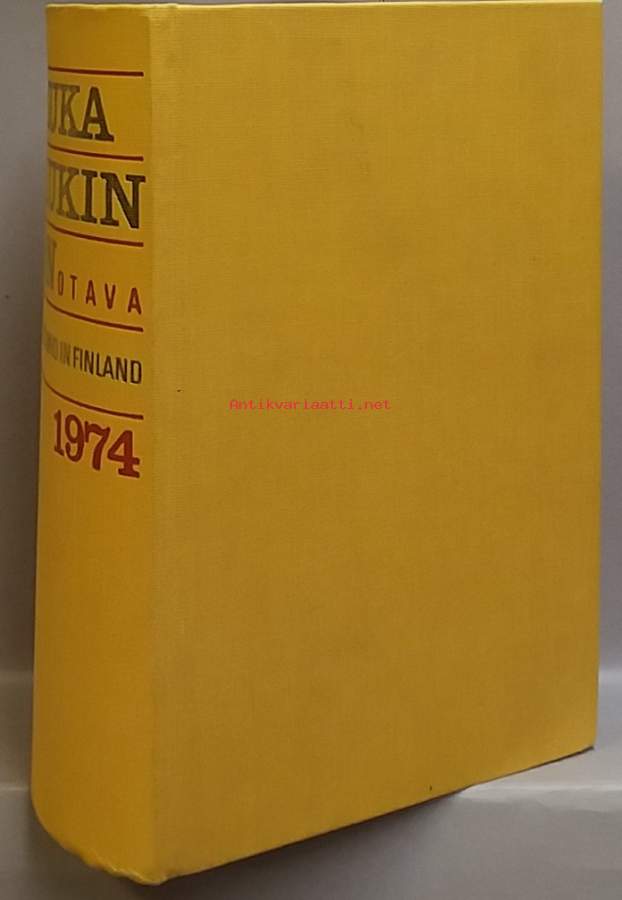 UKA
UKIN
N OTAVA
IN FINLAND
1974
Antikvariaatti.net